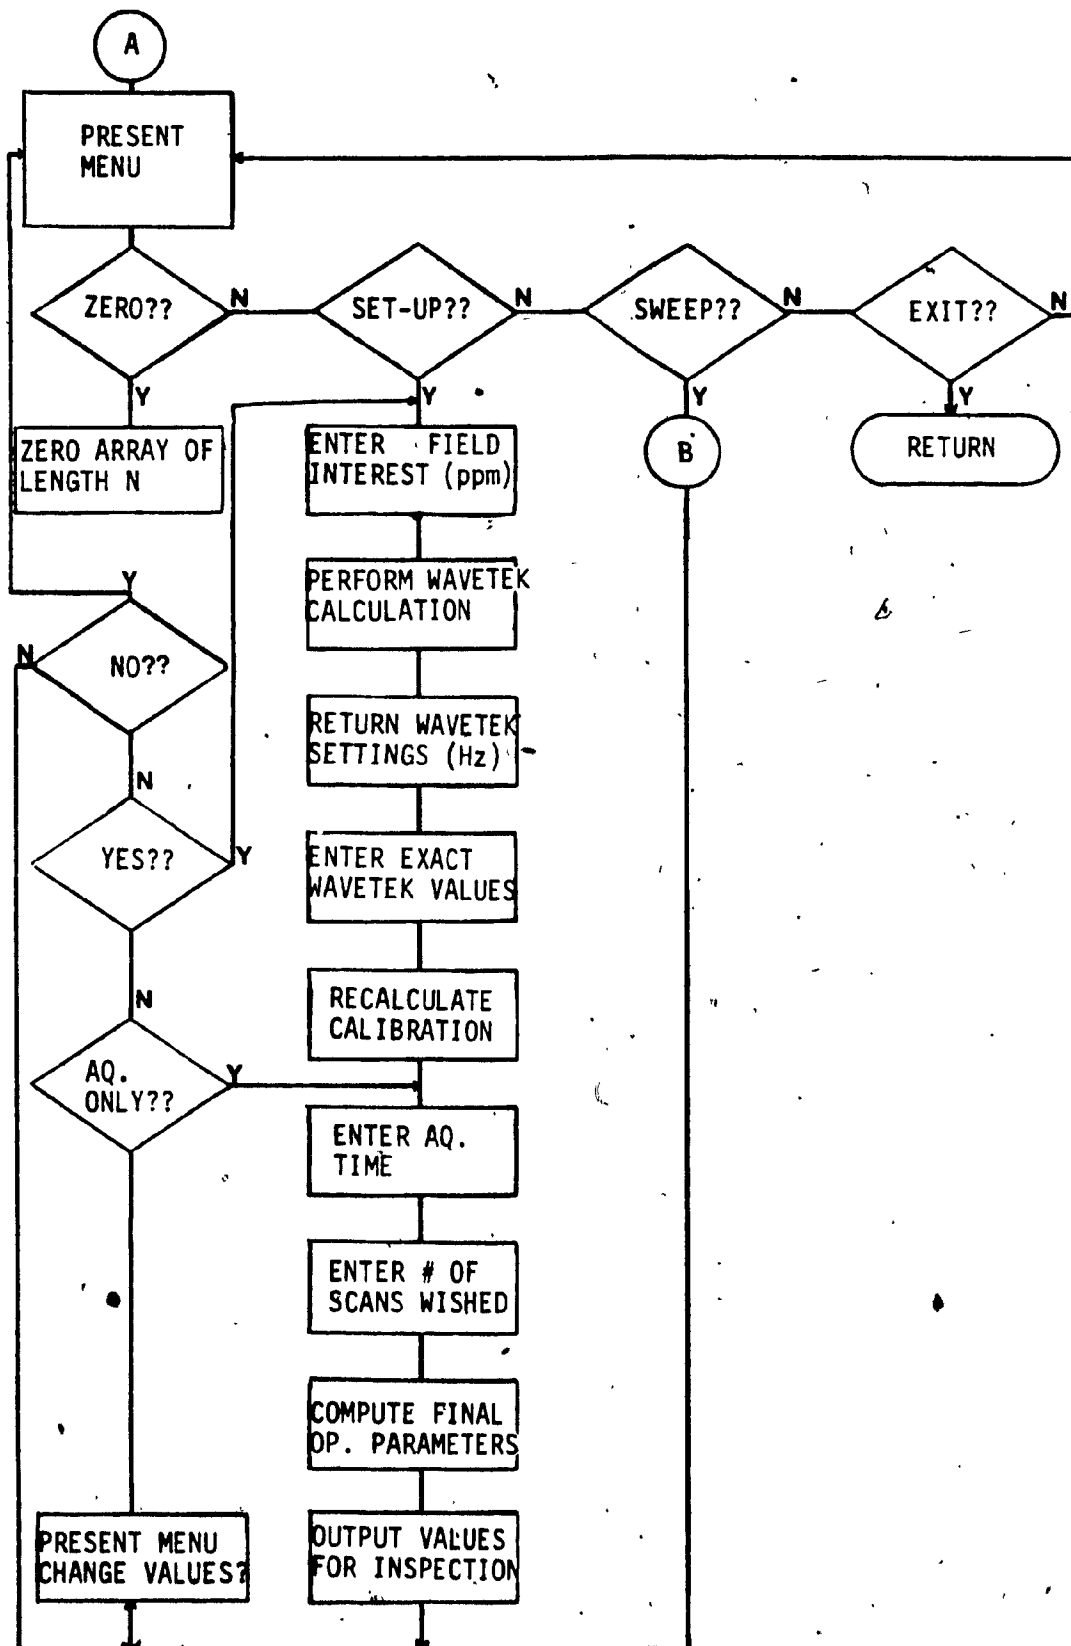 A
PRESENT
MENU
ZERO??
N
SET-UP??
N
SWEEP??
N
EXIT??
N
Y
Y
Y
Y
ZERO ARRAY OF
LENGTH N
ENTER FIELD
INTEREST (ppm)
B
RETURN
PERFORM WAVETEK
CALCULATION
Y
N
NO??
N
RETURN WAVETEK
SETTINGS (Hz)
YES??
Y
N
ENTER EXACT
WAVETEK VALUES
RECALCULATE
CALIBRATION
AQ.
ONLY??
Y
ENTER AQ.
TIME
ENTER # OF
SCANS WISHED
COMPUTE FINAL
OP. PARAMETERS
PRESENT MENU
CHANGE VALUES?
OUTPUT VALUES
FOR INSPECTION